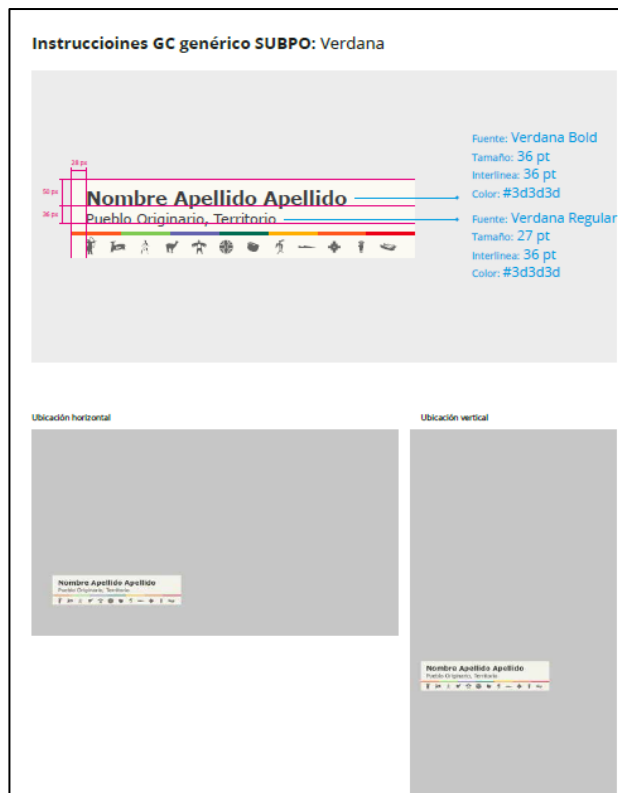 Instruccioines GC genérico SUBPO: Verdana
28 px
50 px
36 px
Nombre Apellido Apellido
Pueblo Originario, Territorio
Fuente: Verdana Bold
Tamaño: 36 pt
Interlinea: 36 pt
Color: #3d3d3d
Fuente: Verdana Regular
Tamaño: 27 pt
Interlinea: 36 pt
Color: #3d3d3d
Ubicación horizontal
Nombre Apellido Apellido
Pueblo Originario, Territorio
Ubicación vertical
Nombre Apellido Apellido
Pueblo Originario, Territorio